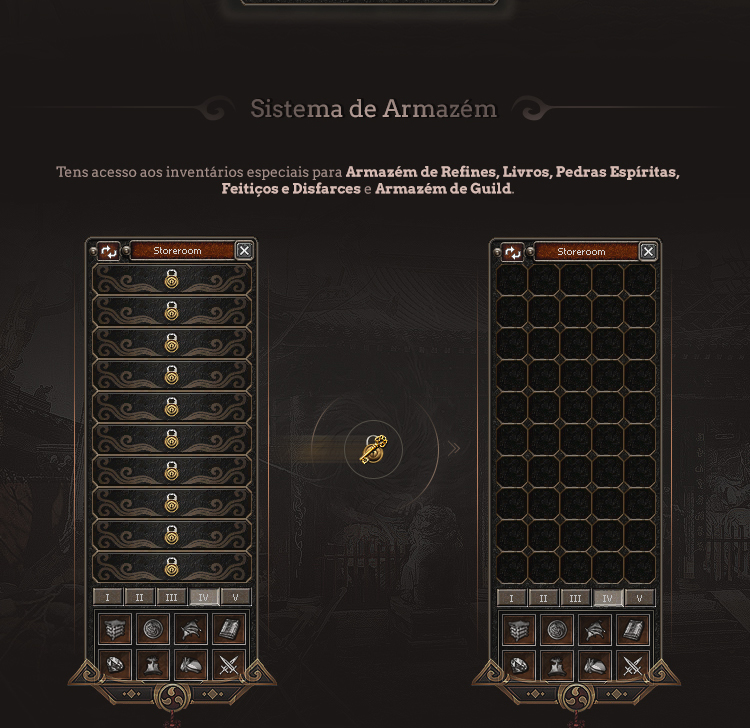 Sistema de Armazém
Tens acesso aos inventários especiais para Armazém de Refines, Livros, Pedras Espíritas,
Feitiços e Disfarces e Armazém de Guild.
Storeroom
I II III IV V
Storeroom
I II III IV V